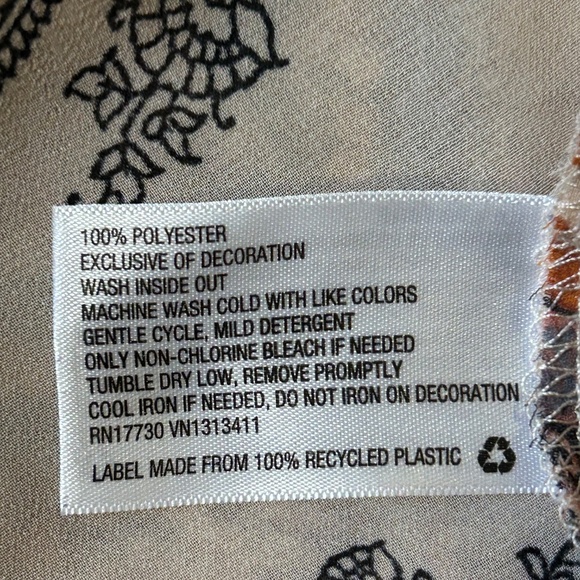 100% POLYESTER
EXCLUSIVE OF DECORATION
WASH INSIDE OUT
MACHINE WASH COLD WITH LIKE COLORS
GENTLE CYCLE, MILD DETERGENT
ONLY NON-CHLORINE BLEACH IF NEEDED
TUMBLE DRY LOW, REMOVE PROMPTLY
COOL IRON IF NEEDED, DO NOT IRON ON DECORATION
RN17730 VN1313411
LABEL MADE FROM 100% RECYCLED PLASTIC